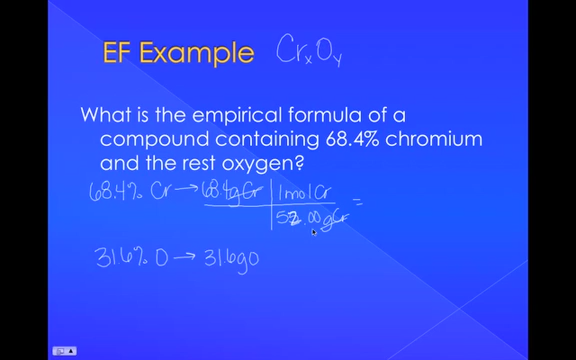 EF Example CrxOy
What is the empirical formula of a
compound containing 68.4% chromium
and the rest oxygen?
68.4% Cr → 68.4g Cr | 1 mol Cr =
52.00 g Cr
31.6% O → 31.6g O